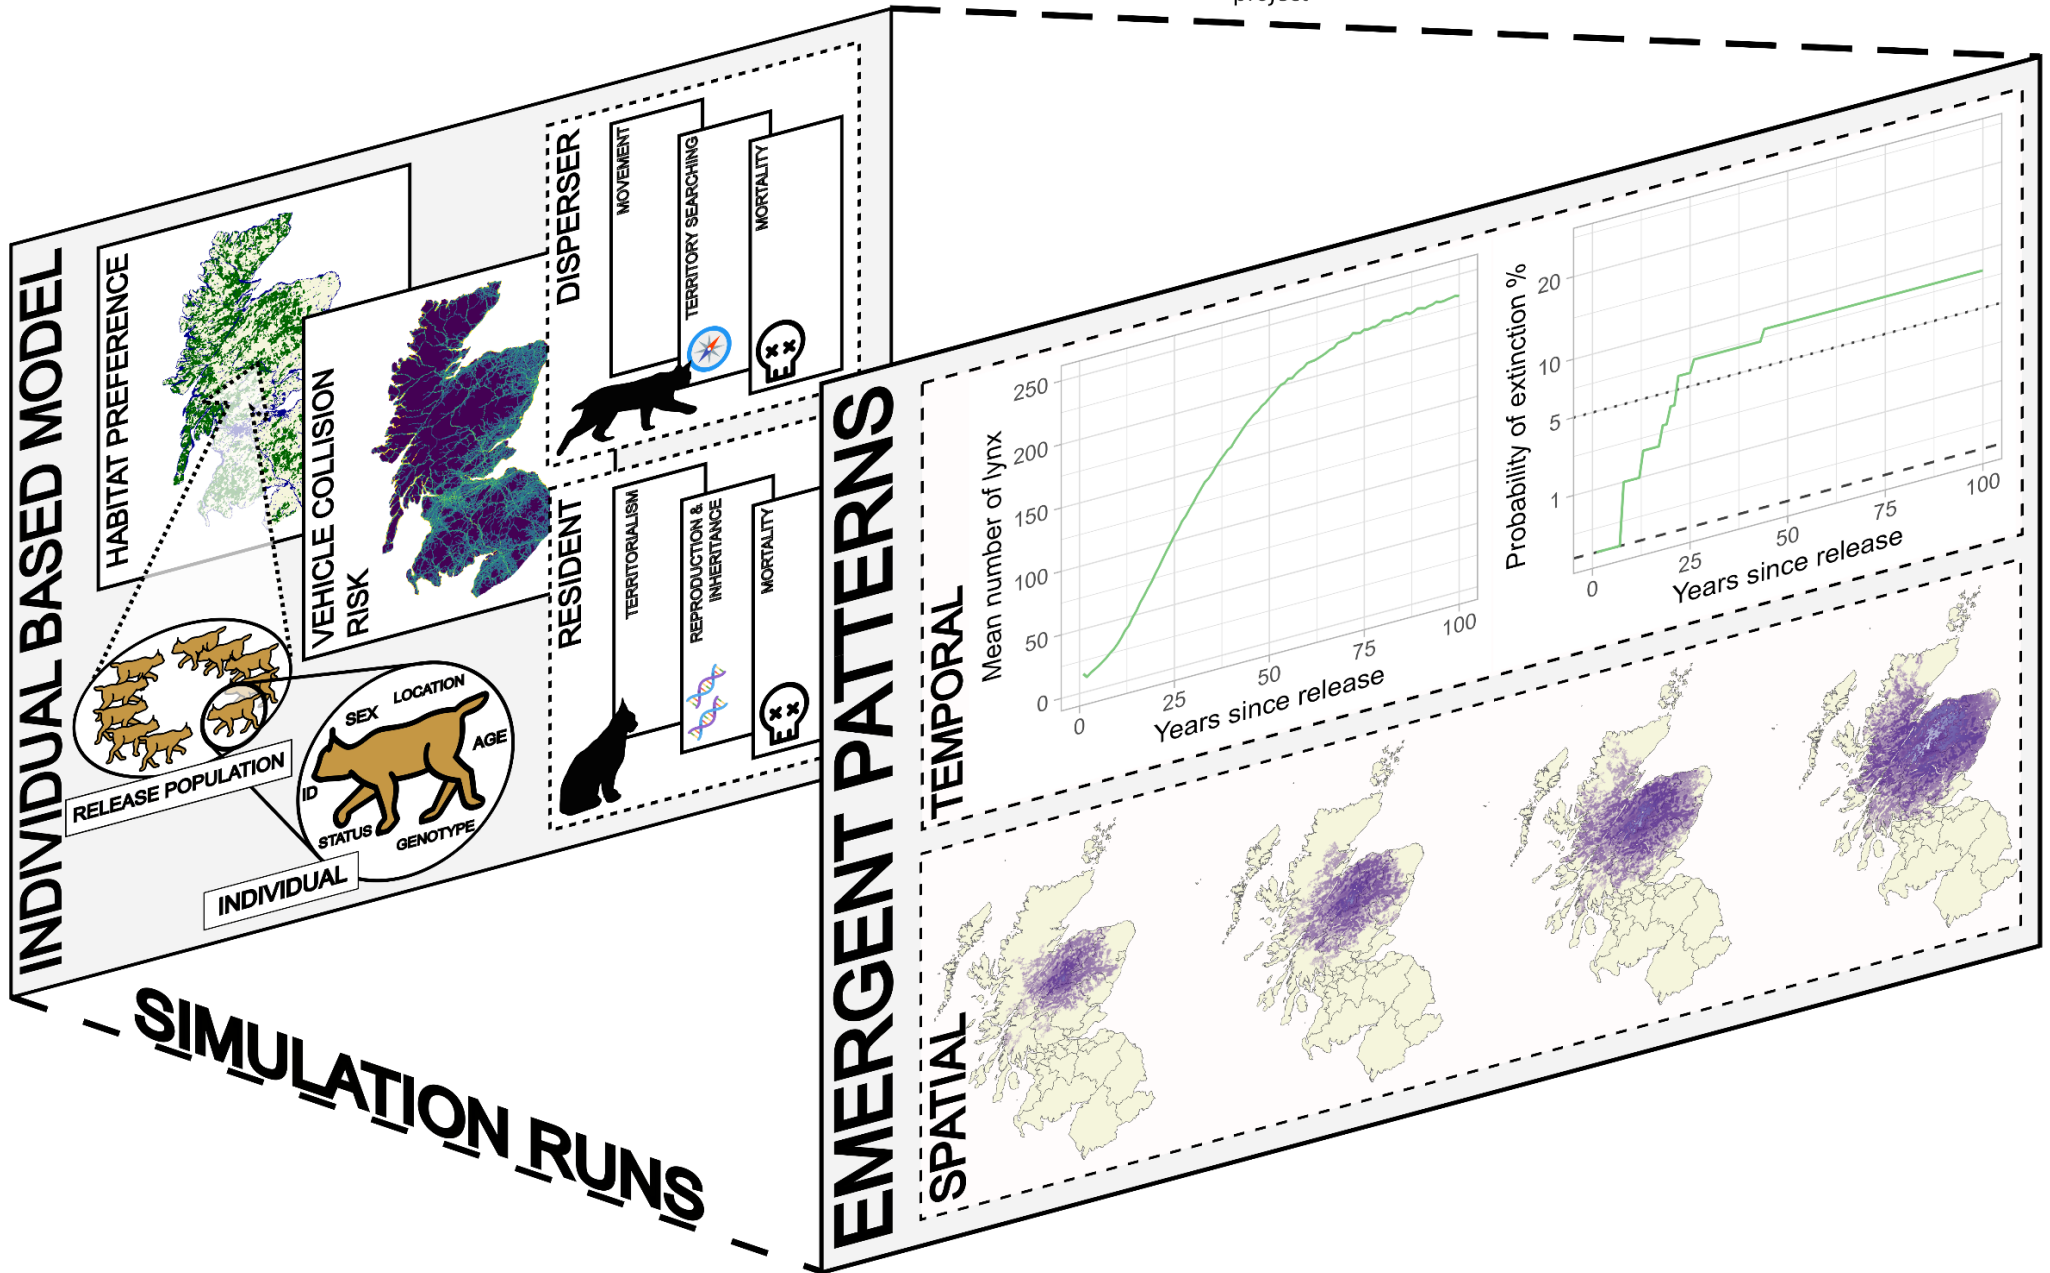 project
INDIVIDUAL BASED MODEL
HABITAT PREFERENCE
VEHICLE COLLISION
RISK
RELEASE POPULATION
INDIVIDUAL
ID
SEX
LOCATION
AGE
GENOTYPE
STATUS
DISPERSER
MOVEMENT
TERRITORY SEARCHING
MORTALITY
RESIDENT
TERRITORIALISM
REPRODUCTION &
INHERITANCE
MORTALITY
SIMULATION RUNS
EMERGENT PATTERNS
TEMPORAL
Mean number of lynx
250
200
150
100
50
0
0
25
50
75
100
Years since release
Probability of extinction %
20
10
5
1
0
25
50
75
100
Years since release
SPATIAL